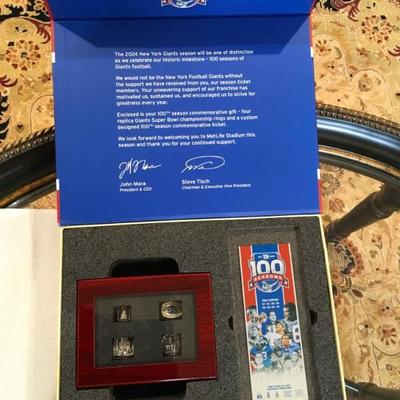 The 2024 New York Giants season will be one of distinction
as we celebrate our historic milestone - 100 seasons of
Giants football.
We would not be the New York Football Giants without
the support we have received from you, our season ticket
members. Your unwavering support of our franchise has
motivated us, sustained us, and encouraged us to strive for
greatness every year.
Enclosed is your 100TH season commemorative gift - four
replica Giants Super Bowl championship rings and a custom
designed 100TH season commemorative ticket.
We look forward to welcoming you to MetLife Stadium this
season and thank you for your continued support.
John Mara
President & CEO
Steve Tisch
Chairman & Executive Vice President
100
SEASONS